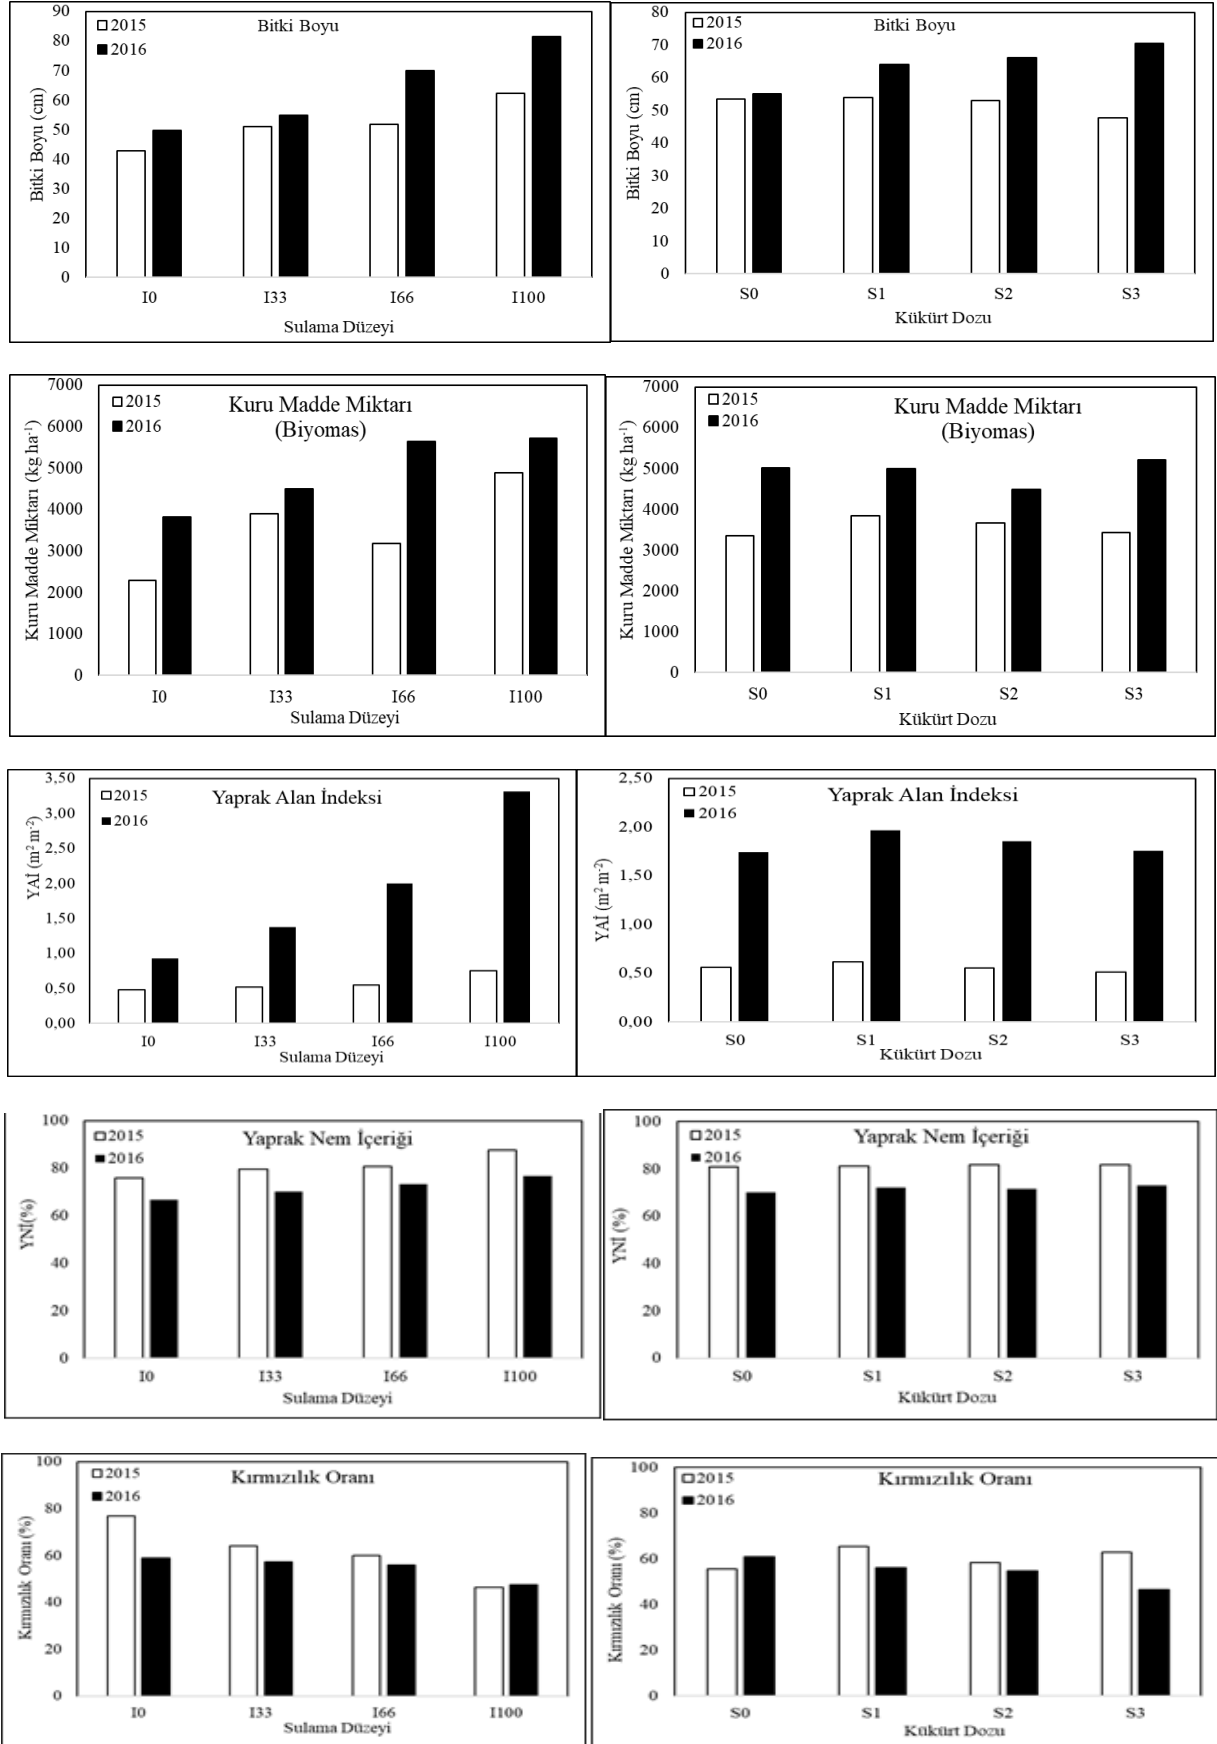 Bitki Boyu
2015
2016
90
80
70
60
50
40
30
20
10
0
Bitki Boyu (cm)
I0 I33 I66 I100
Sulama Düzeyi
Bitki Boyu
2015
2016
80
70
60
50
40
30
20
10
0
Bitki Boyu (cm)
S0 S1 S2 S3
Kükürt Dozu
Kuru Madde Miktarı
(Biyomas)
2015
2016
7000
6000
5000
4000
3000
2000
1000
0
Kuru Madde Miktarı (kg ha⁻¹)
I0 I33 I66 I100
Sulama Düzeyi
Kuru Madde Miktarı
(Biyomas)
2015
2016
7000
6000
5000
4000
3000
2000
1000
0
Kuru Madde Miktarı (kg ha⁻¹)
S0 S1 S2 S3
Kükürt Dozu
Yaprak Alan İndeksi
2015
2016
3,50
3,00
2,50
2,00
1,50
1,00
0,50
0,00
YAİ (m² m⁻²)
I0 I33 I66 I100
Sulama Düzeyi
Yaprak Alan İndeksi
2015
2016
2,50
2,00
1,50
1,00
0,50
0,00
YAİ (m² m⁻²)
S0 S1 S2 S3
Kükürt Dozu
Yaprak Nem İçeriği
2015
2016
100
80
60
40
20
0
YNİ(%)
I0 I33 I66 I100
Sulama Düzeyi
Yaprak Nem İçeriği
2015
2016
100
80
60
40
20
0
YNİ (%)
S0 S1 S2 S3
Kükürt Dozu
Kırmızılık Oranı
2015
2016
100
80
60
40
20
0
Kırmızılık Oranı (%)
I0 I33 I66 I100
Sulama Düzeyi
Kırmızılık Oranı
2015
2016
100
80
60
40
20
0
Kırmızılık Oranı (%)
S0 S1 S2 S3
Kükürt Dozu